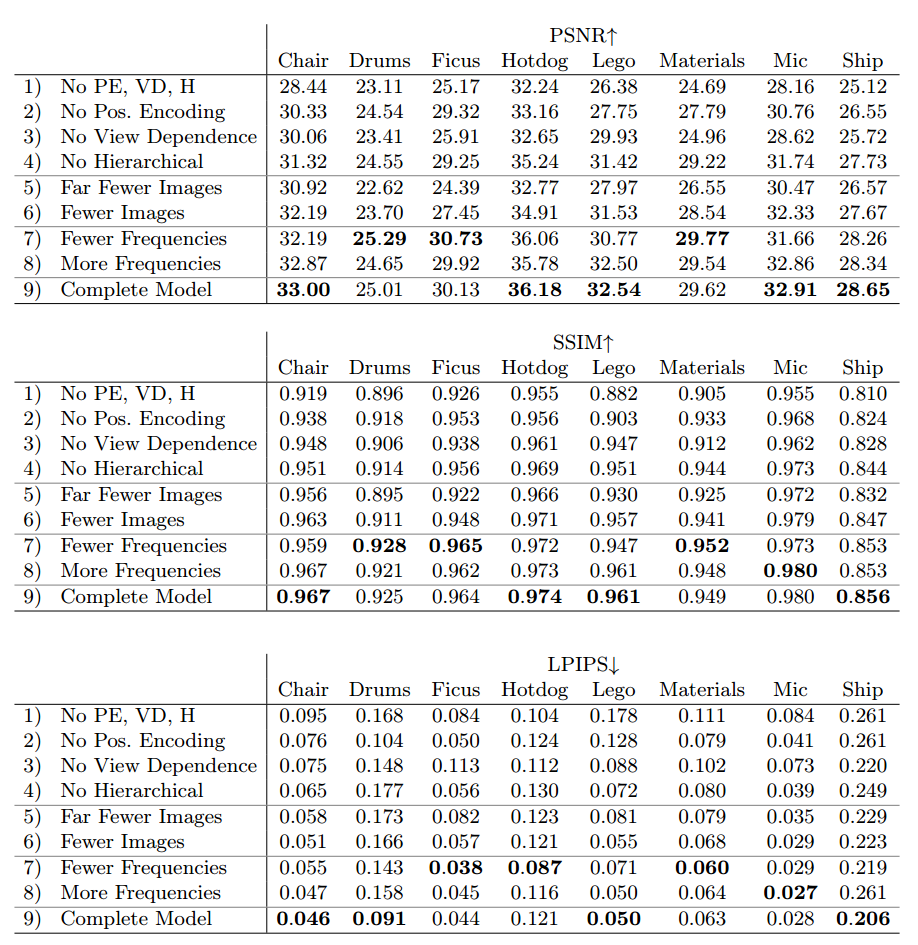 PSNR↑
Chair Drums Ficus Hotdog Lego Materials Mic Ship
1) No PE, VD, H 28.44 23.11 25.17 32.24 26.38 24.69 28.16 25.12
2) No Pos. Encoding 30.33 24.54 29.32 33.16 27.75 27.79 30.76 26.55
3) No View Dependence 30.06 23.41 25.91 32.65 29.93 24.96 28.62 25.72
4) No Hierarchical 31.32 24.55 29.25 35.24 31.42 29.22 31.74 27.73
5) Far Fewer Images 30.92 22.62 24.39 32.77 27.97 26.55 30.47 26.57
6) Fewer Images 32.19 23.70 27.45 34.91 31.53 28.54 32.33 27.67
7) Fewer Frequencies 32.19 25.29 30.73 36.06 30.77 29.77 31.66 28.26
8) More Frequencies 32.87 24.65 29.92 35.78 32.50 29.54 32.86 28.34
9) Complete Model 33.00 25.01 30.13 36.18 32.54 29.62 32.91 28.65
SSIM↑
Chair Drums Ficus Hotdog Lego Materials Mic Ship
1) No PE, VD, H 0.919 0.896 0.926 0.955 0.882 0.905 0.955 0.810
2) No Pos. Encoding 0.938 0.918 0.953 0.956 0.903 0.933 0.968 0.824
3) No View Dependence 0.948 0.906 0.938 0.961 0.947 0.912 0.962 0.828
4) No Hierarchical 0.951 0.914 0.956 0.969 0.951 0.944 0.973 0.844
5) Far Fewer Images 0.956 0.895 0.922 0.966 0.930 0.925 0.972 0.832
6) Fewer Images 0.963 0.911 0.948 0.971 0.957 0.941 0.979 0.847
7) Fewer Frequencies 0.959 0.928 0.965 0.972 0.947 0.952 0.973 0.853
8) More Frequencies 0.967 0.921 0.962 0.973 0.961 0.948 0.980 0.853
9) Complete Model 0.967 0.925 0.964 0.974 0.961 0.949 0.980 0.856
LPIPS↓
Chair Drums Ficus Hotdog Lego Materials Mic Ship
1) No PE, VD, H 0.095 0.168 0.084 0.104 0.178 0.111 0.084 0.261
2) No Pos. Encoding 0.076 0.104 0.050 0.124 0.128 0.079 0.041 0.261
3) No View Dependence 0.075 0.148 0.113 0.112 0.088 0.102 0.073 0.220
4) No Hierarchical 0.065 0.177 0.056 0.130 0.072 0.080 0.039 0.249
5) Far Fewer Images 0.058 0.173 0.082 0.123 0.081 0.079 0.035 0.229
6) Fewer Images 0.051 0.166 0.057 0.121 0.055 0.068 0.029 0.223
7) Fewer Frequencies 0.055 0.143 0.038 0.087 0.071 0.060 0.029 0.219
8) More Frequencies 0.047 0.158 0.045 0.116 0.050 0.064 0.027 0.261
9) Complete Model 0.046 0.091 0.044 0.121 0.050 0.063 0.028 0.206